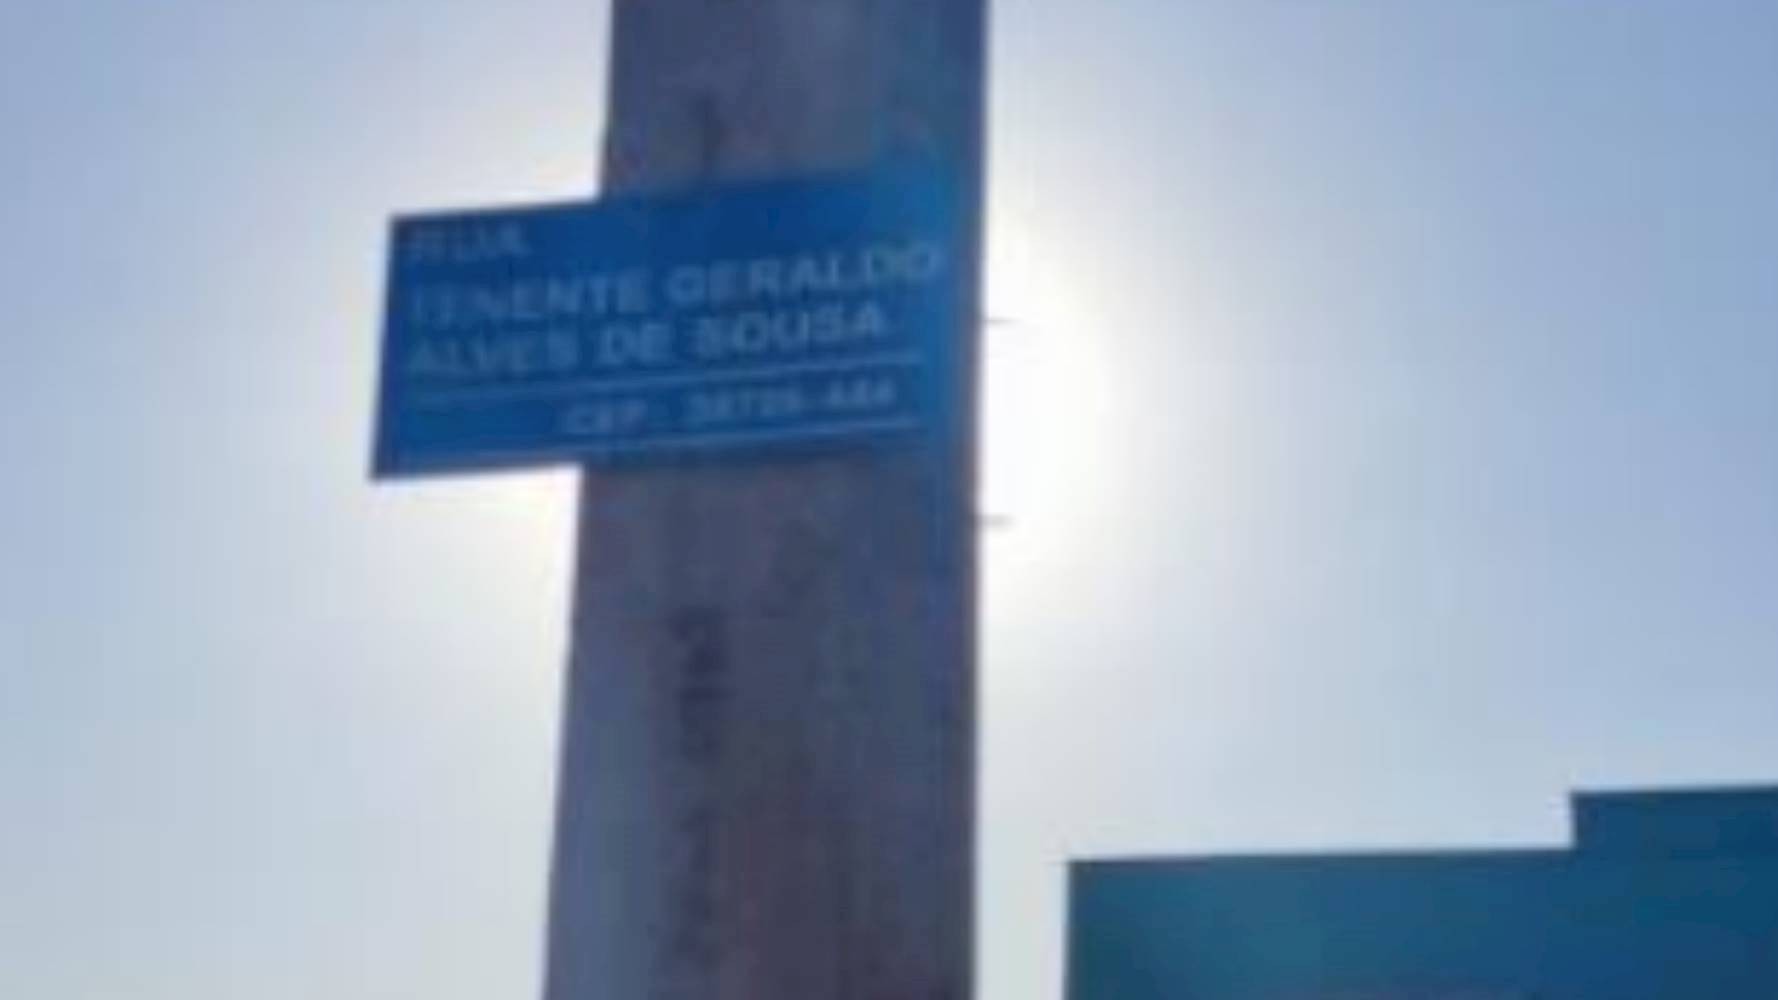 RUA
TENENTE GERALDO
ALVES DE SOUSA
CEP: